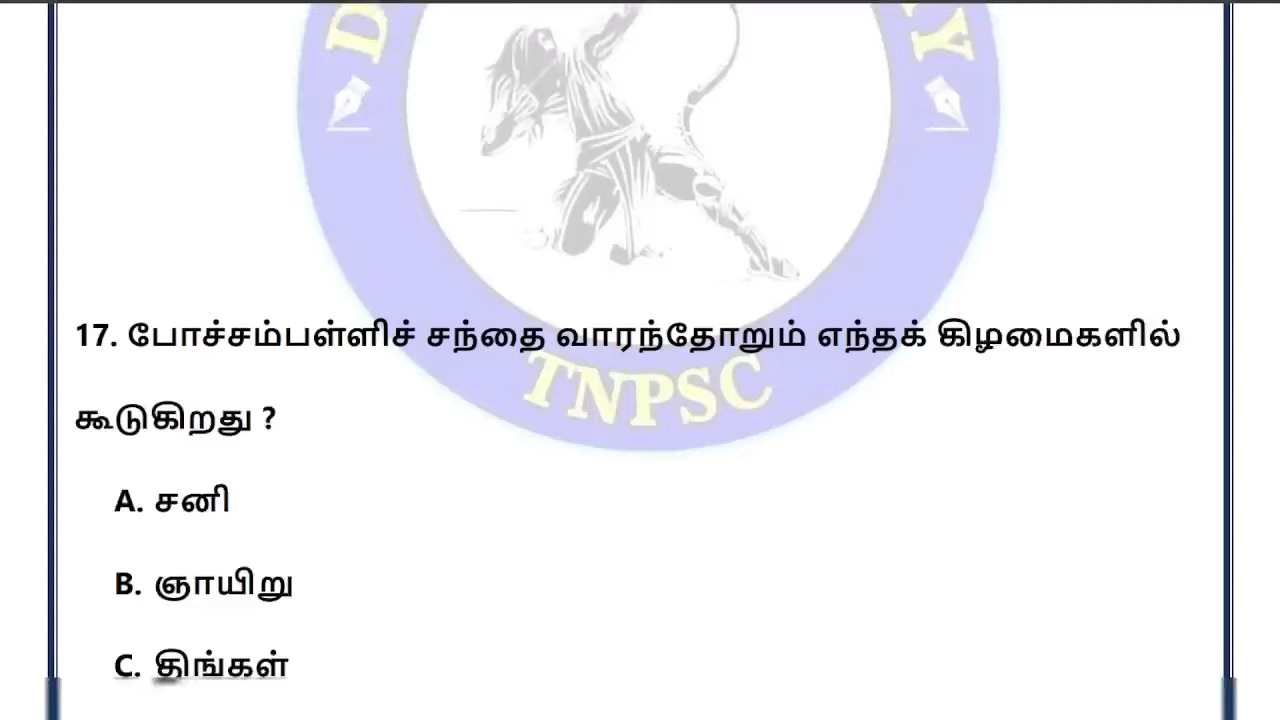 TNPSC
17. போச்சம்பள்ளிச் சந்தை வாரந்தோறும் எந்தக் கிழமைகளில்
கூடுகிறது ?
A. சனி
B. ஞாயிறு
C. திங்கள்